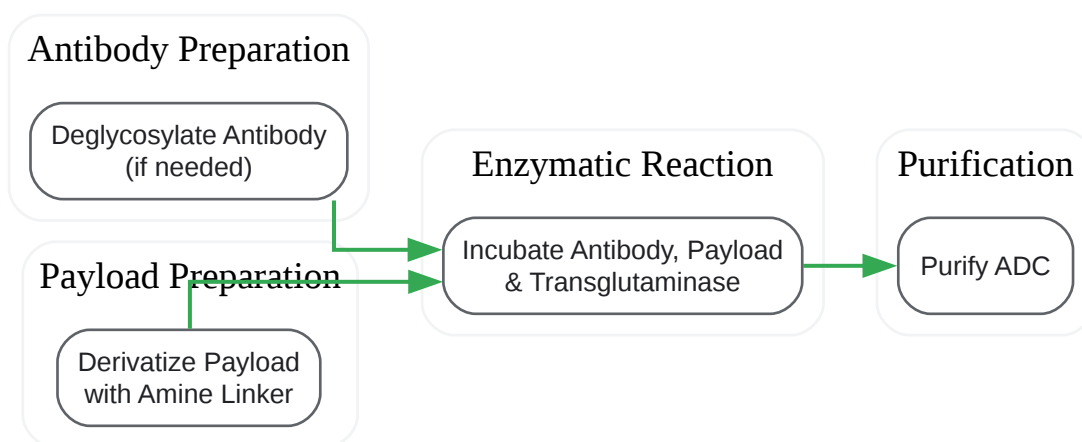 Antibody Preparation
Deglycosylate Antibody
(if needed)
Payload Preparation
Derivatize Payload
with Amine Linker
Enzymatic Reaction
Incubate Antibody, Payload
& Transglutaminase
Purification
Purify ADC